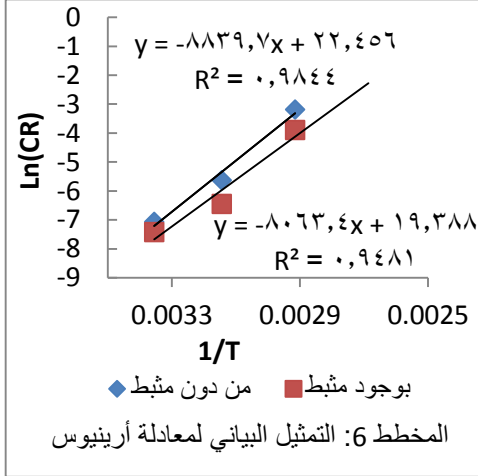 -0
y = -٨٨٣٩,٧x + ٢٢,٤٥٦
R² = ٠,٩٨٤٤
-1
-2
-3
-4
-5
-6
-7
-8
-9
Ln(CR)
y = -٨٠٦٣,٤x + ١٩,٣٨٨
R² = ٠,٩٤٨١
0.0033 0.0029 0.0025
1/T
من دون مثبط بوجود مثبط
المخطط 6: التمثيل البياني لمعادلة أرينيوس